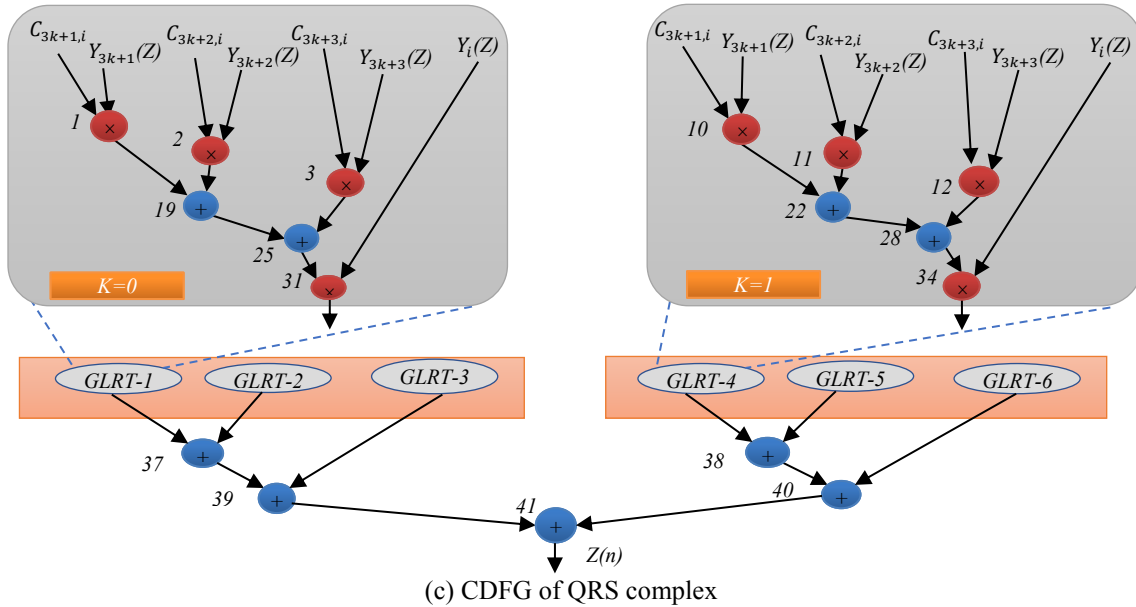 C₃ₖ₊₁,ᵢ Y₃ₖ₊₁(Z) C₃ₖ₊₂,ᵢ Y₃ₖ₊₂(Z) C₃ₖ₊₃,ᵢ Y₃ₖ₊₃(Z) Yᵢ(Z)
1 ×
2 ×
3 ×
19 +
25 +
31 ×
K=0
C₃ₖ₊₁,ᵢ Y₃ₖ₊₁(Z) C₃ₖ₊₂,ᵢ Y₃ₖ₊₂(Z) C₃ₖ₊₃,ᵢ Y₃ₖ₊₃(Z) Yᵢ(Z)
10 ×
11 ×
12 ×
22 +
28 +
34 ×
K=1
GLRT-1 GLRT-2 GLRT-3
GLRT-4 GLRT-5 GLRT-6
37 +
38 +
39 +
40 +
41 +
Z(n)
(c) CDFG of QRS complex